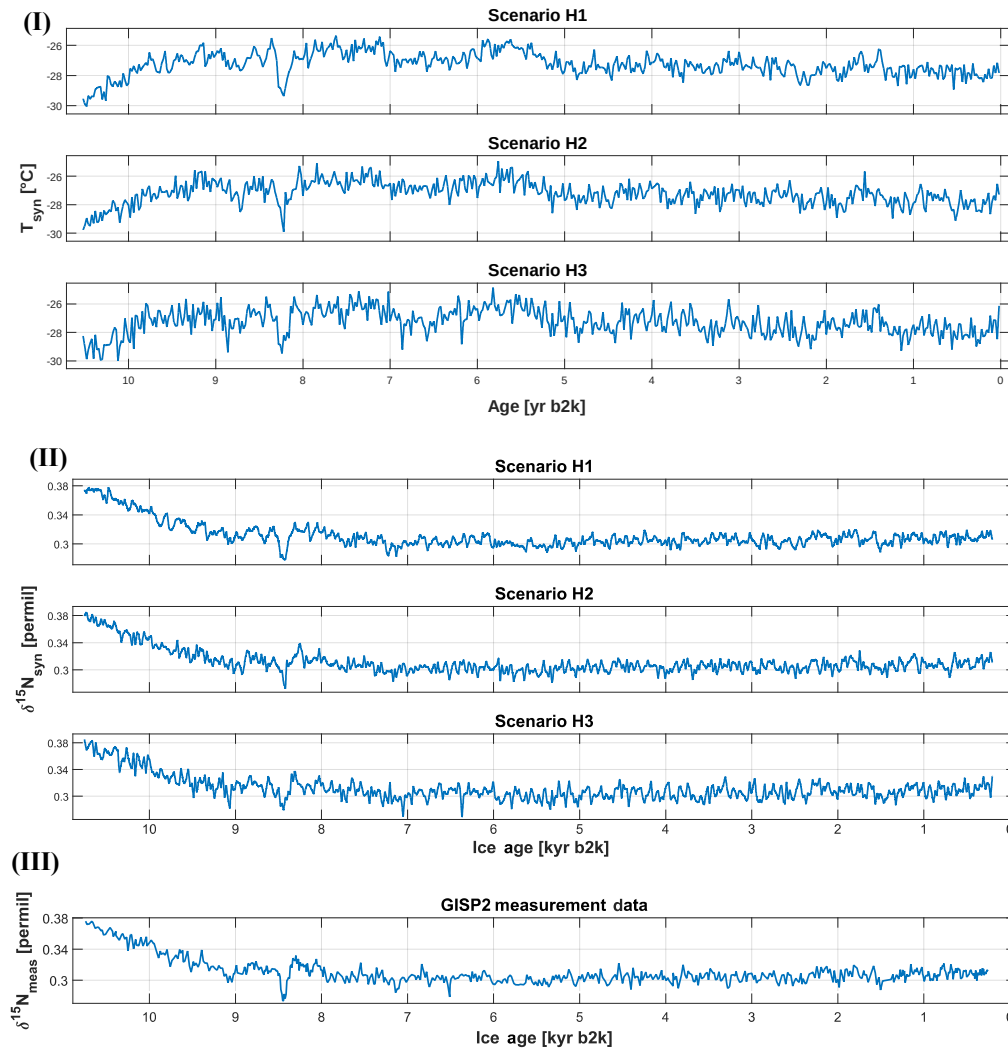 (I)
Scenario H1
-26
-28
-30
Scenario H2
T_syn [°C]
-26
-28
-30
Scenario H3
-26
-28
-30
10 9 8 7 6 5 4 3 2 1 0
Age [yr b2k]
(II)
Scenario H1
0.38
0.34
0.3
Scenario H2
δ¹⁵N_syn [permil]
0.38
0.34
0.3
Scenario H3
0.38
0.34
0.3
10 9 8 7 6 5 4 3 2 1 0
Ice age [kyr b2k]
(III)
GISP2 measurement data
δ¹⁵N_meas [permil]
0.38
0.34
0.3
10 9 8 7 6 5 4 3 2 1 0
Ice age [kyr b2k]